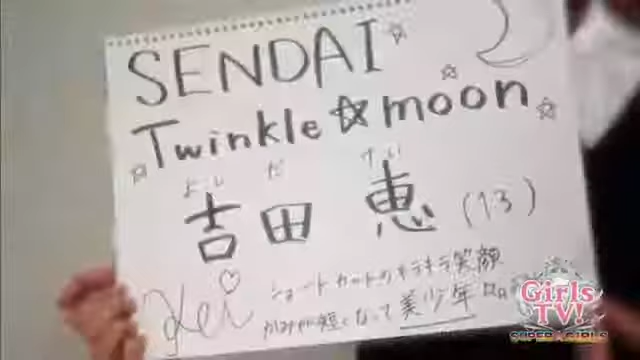 SENDAI
Twinkle☆moon
よしだ けい
吉田 恵 (13)
Kei♡
ショートカットのキラキラ笑顔
かみが短くなって美少年
Girls
TV!
SUPER☆GIRLS